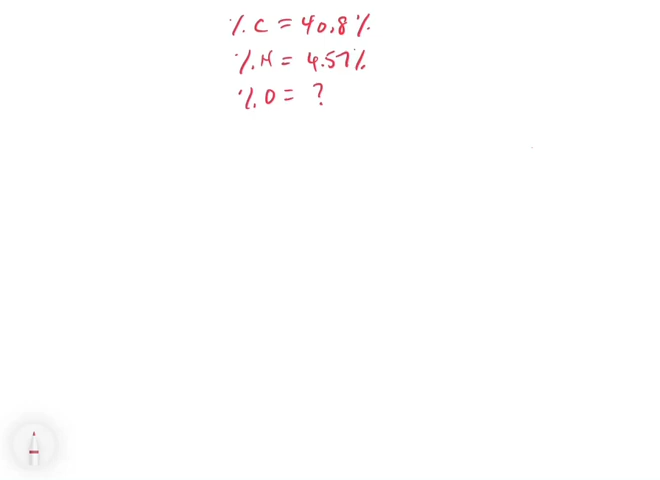 % C = 40.8%
% H = 4.57%
% O = ?